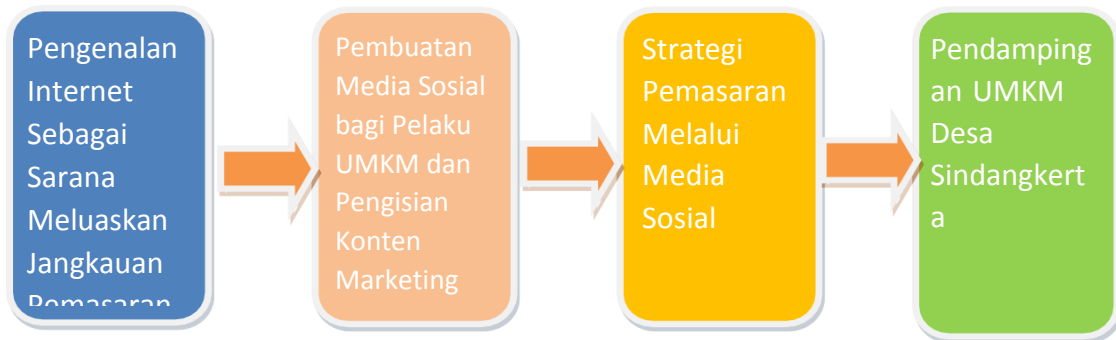 Pengenalan
Internet
Sebagai
Sarana
Meluaskan
Jangkauan
Pemasaran
Pembuatan
Media Sosial
bagi Pelaku
UMKM dan
Pengisian
Konten
Marketing
Strategi
Pemasaran
Melalui
Media
Sosial
Pendamping
an UMKM
Desa
Sindangkert
a